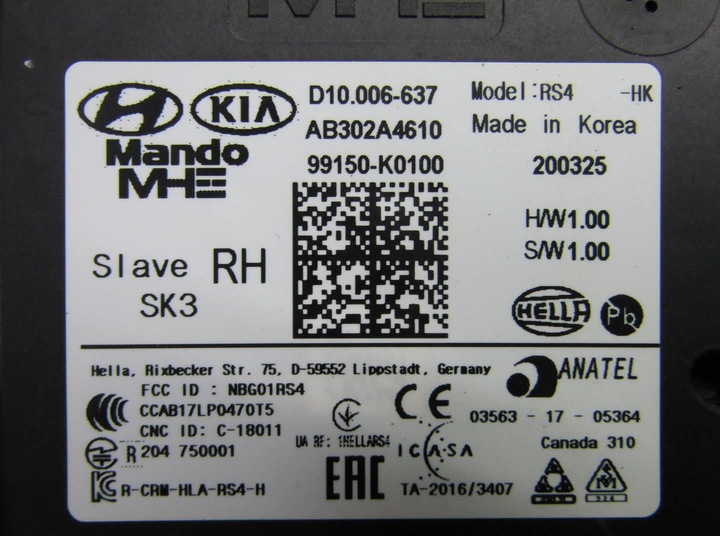 KIA
Mando
MHE
D10.006-637
AB302A4610
99150-K0100
Model:RS4 -HK
Made in Korea
200325
H/W1.00
S/W1.00
Slave RH
SK3
HELLA
Pb
Hella, Rixbecker Str. 75, D-59552 Lippstadt, Germany
FCC ID : NBG01RS4
CCAB17LP0470T5
CNC ID: C-18011
R 204 750001
R-CRM-HLA-RS4-H
UA RF: 1HELLARS4
CE
EAC
ICASA
TA-2016/3407
ANATEL
03563 - 17 - 05364
Canada 310